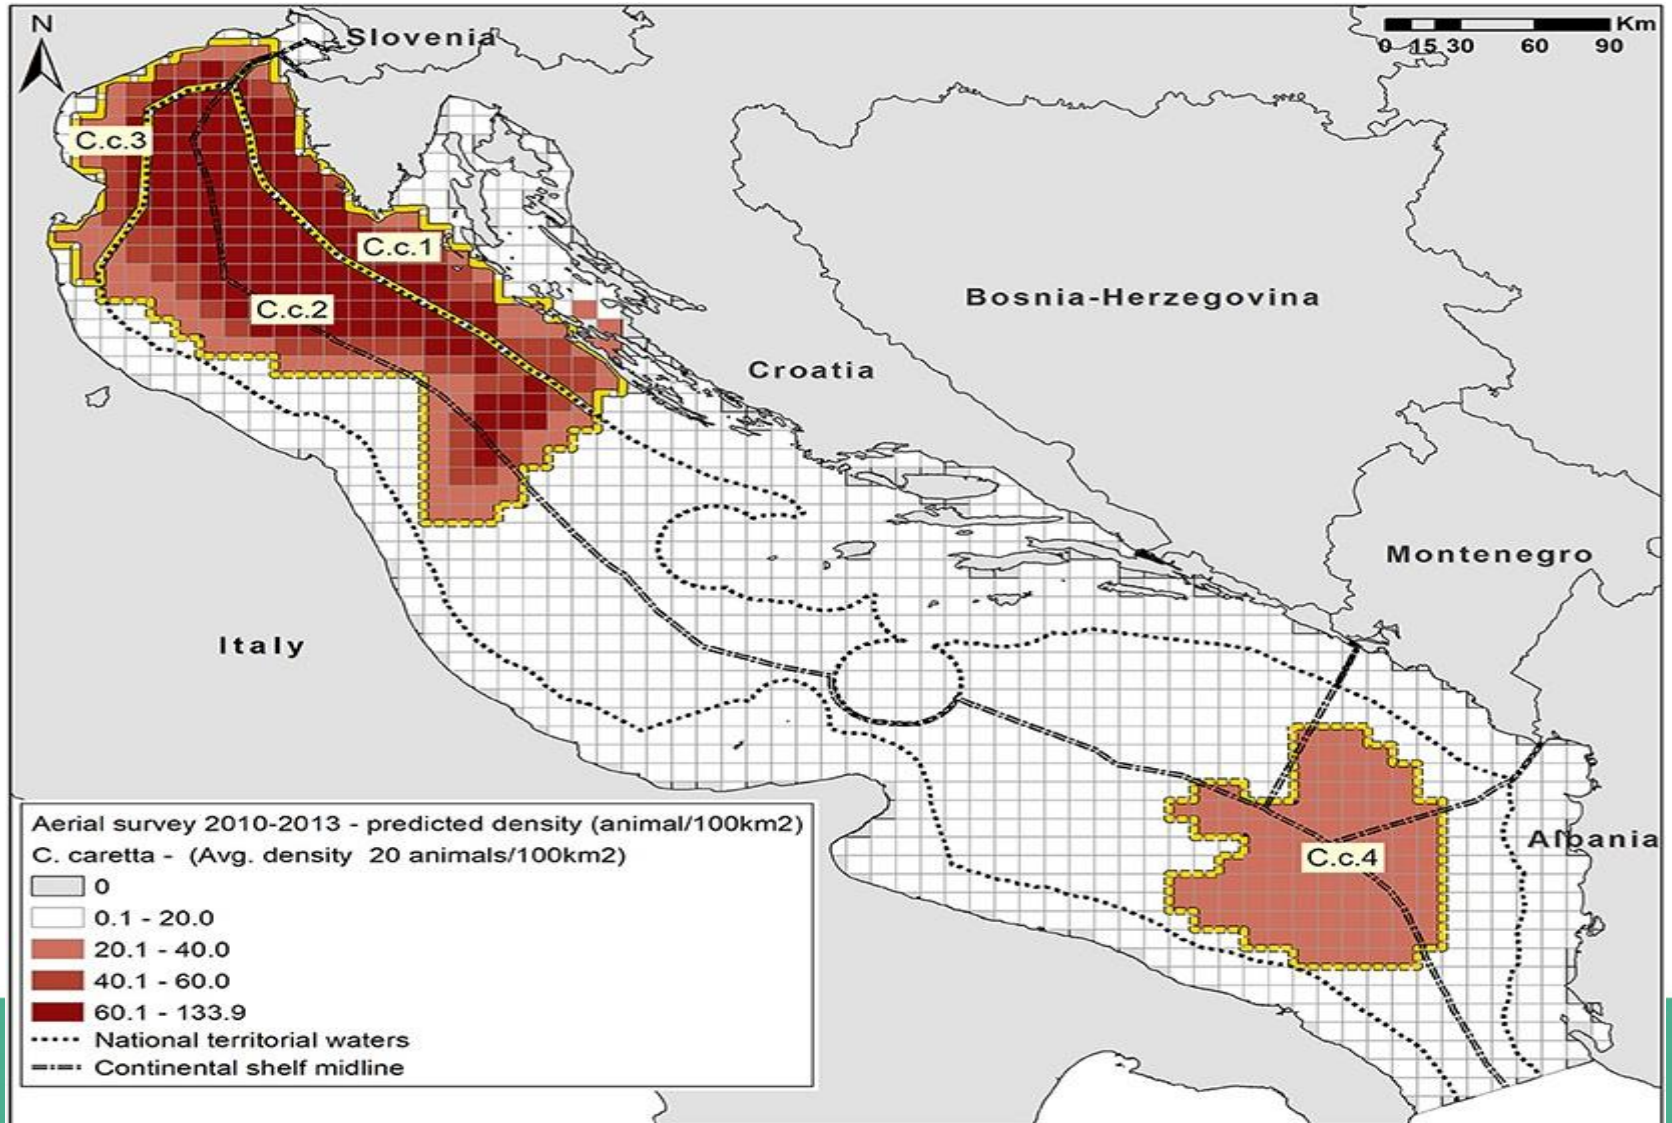 N
Slovenia
Km
0 15 30 60 90
C.c.3
C.c.1
C.c.2
Bosnia-Herzegovina
Croatia
Montenegro
Italy
Albania
C.c.4
Aerial survey 2010-2013 - predicted density (animal/100km2)
C. caretta - (Avg. density 20 animals/100km2)
0
0.1 - 20.0
20.1 - 40.0
40.1 - 60.0
60.1 - 133.9
National territorial waters
Continental shelf midline